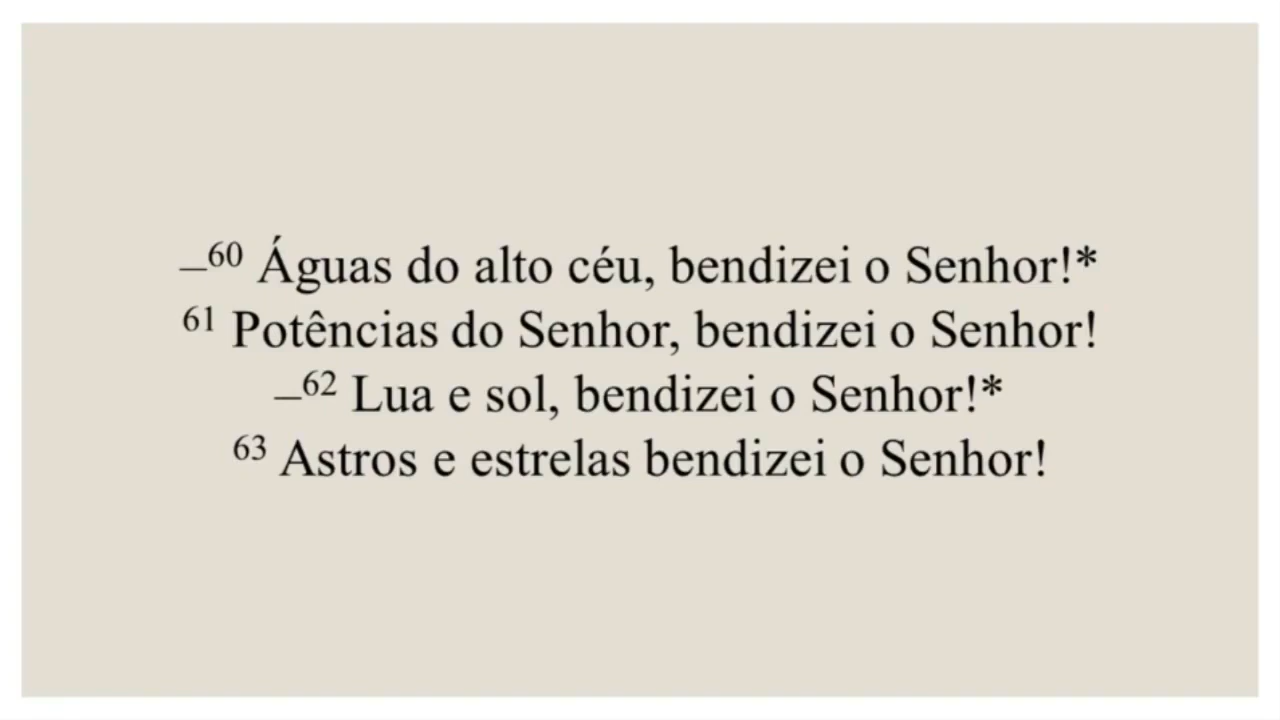 –60 Águas do alto céu, bendizei o Senhor!*
61 Potências do Senhor, bendizei o Senhor!
–62 Lua e sol, bendizei o Senhor!*
63 Astros e estrelas bendizei o Senhor!